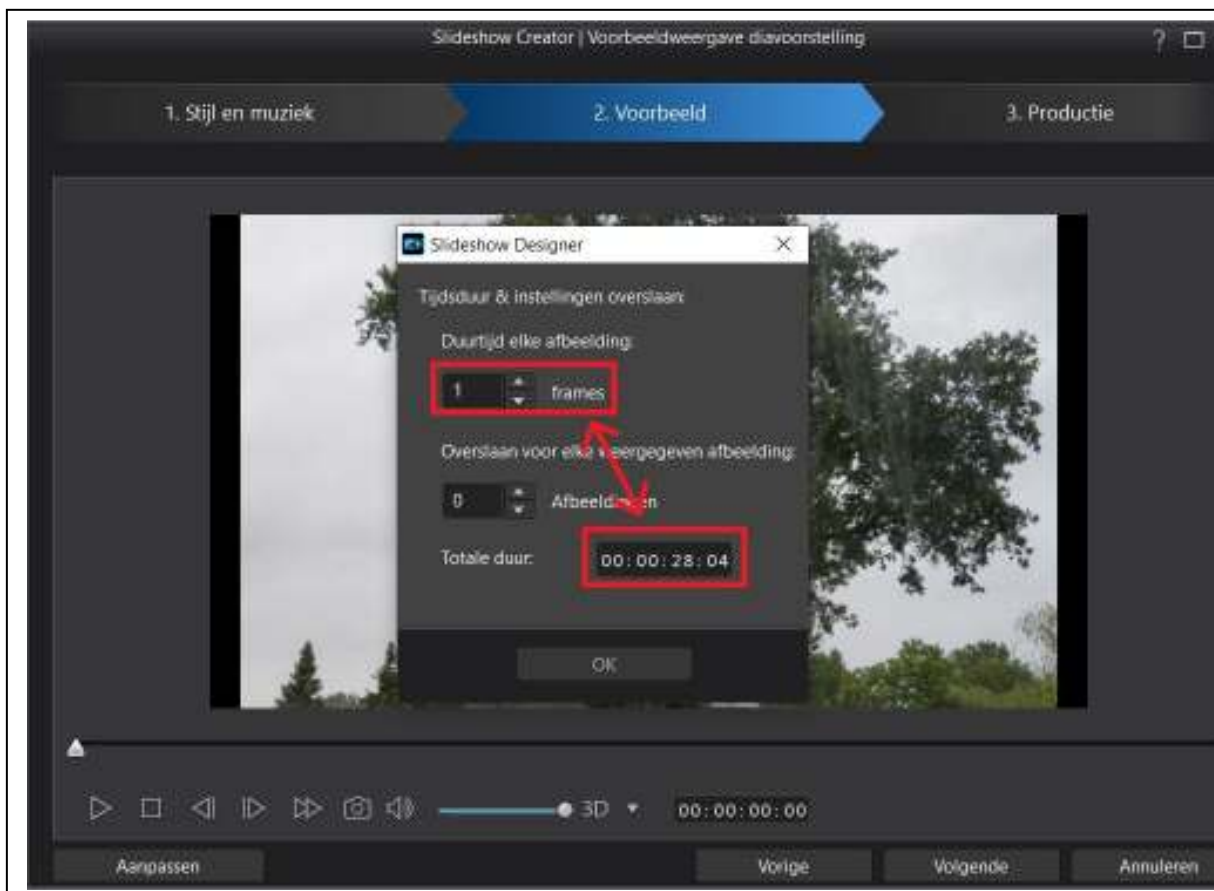 Slideshow Creator | Voorbeeldweergave diavoorstelling
?
1. Stijl en muziek
2. Voorbeeld
3. Productie
Slideshow Designer
Tijdsduur & instellingen overslaan:
Duurtijd elke afbeelding:
1 frames
Overslaan voor elke weergegeven afbeelding:
0 Afbeeldingen
Totale duur: 00:00:28:04
OK
3D 00:00:00:00
Aanpassen Vorige Volgende Annuleren